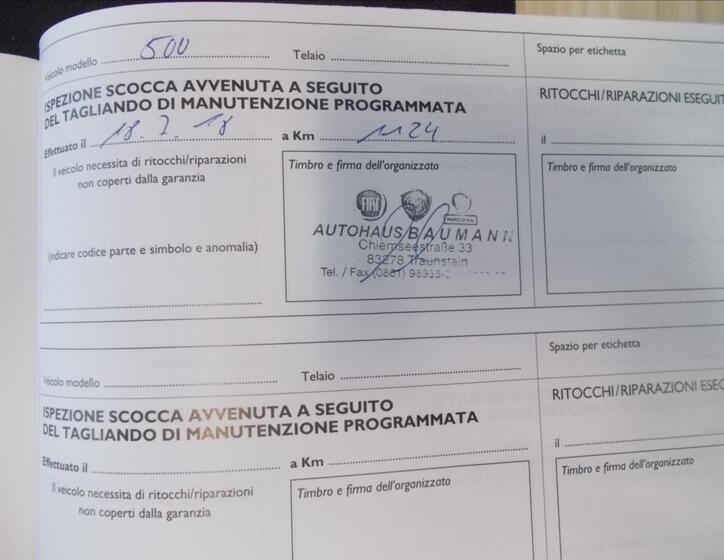 Veicolo modello 500
Telaio
Spazio per etichetta
ISPEZIONE SCOCCA AVVENUTA A SEGUITO
DEL TAGLIANDO DI MANUTENZIONE PROGRAMMATA
RITOCCHI/RIPARAZIONI ESEGUIT
Effettuato il 18. 7. 18
a Km 1124
il
Il veicolo necessita di ritocchi/riparazioni
non coperti dalla garanzia
(indicare codice parte e simbolo e anomalia)
Timbro e firma dell'organizzato
FIAT
AUTOHAUS BAUMANN
Chiemseestraße 33
83278 Traunstein
Tel. / Fax (0861) 98935-
Timbro e firma dell'organizzato
Veicolo modello
Telaio
Spazio per etichetta
ISPEZIONE SCOCCA AVVENUTA A SEGUITO
DEL TAGLIANDO DI MANUTENZIONE PROGRAMMATA
RITOCCHI/RIPARAZIONI ESEG
Effettuato il
a Km
il
Il veicolo necessita di ritocchi/riparazioni
non coperti dalla garanzia
Timbro e firma dell'organizzato
Timbro e firma dell'organizzato